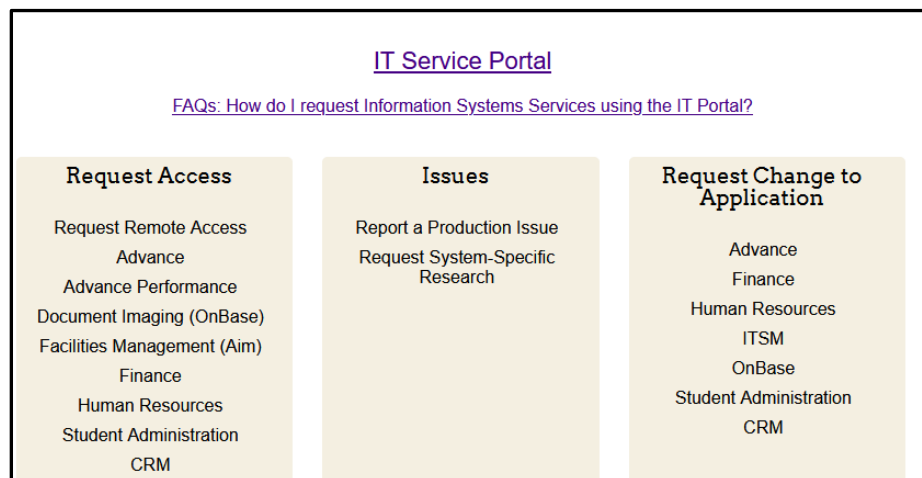 IT Service Portal
FAQs: How do I request Information Systems Services using the IT Portal?
Request Access
Request Remote Access
Advance
Advance Performance
Document Imaging (OnBase)
Facilities Management (Aim)
Finance
Human Resources
Student Administration
CRM
Issues
Report a Production Issue
Request System-Specific
Research
Request Change to
Application
Advance
Finance
Human Resources
ITSM
OnBase
Student Administration
CRM